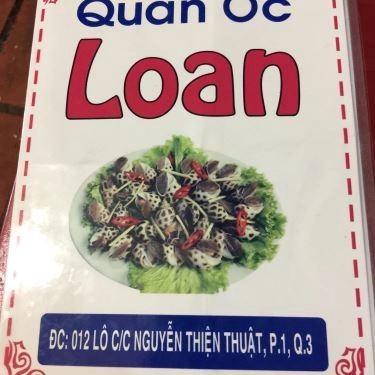 Quán Ốc
Loan
ĐC: 012 LÔ C/C NGUYỄN THIỆN THUẬT, P.1, Q.3